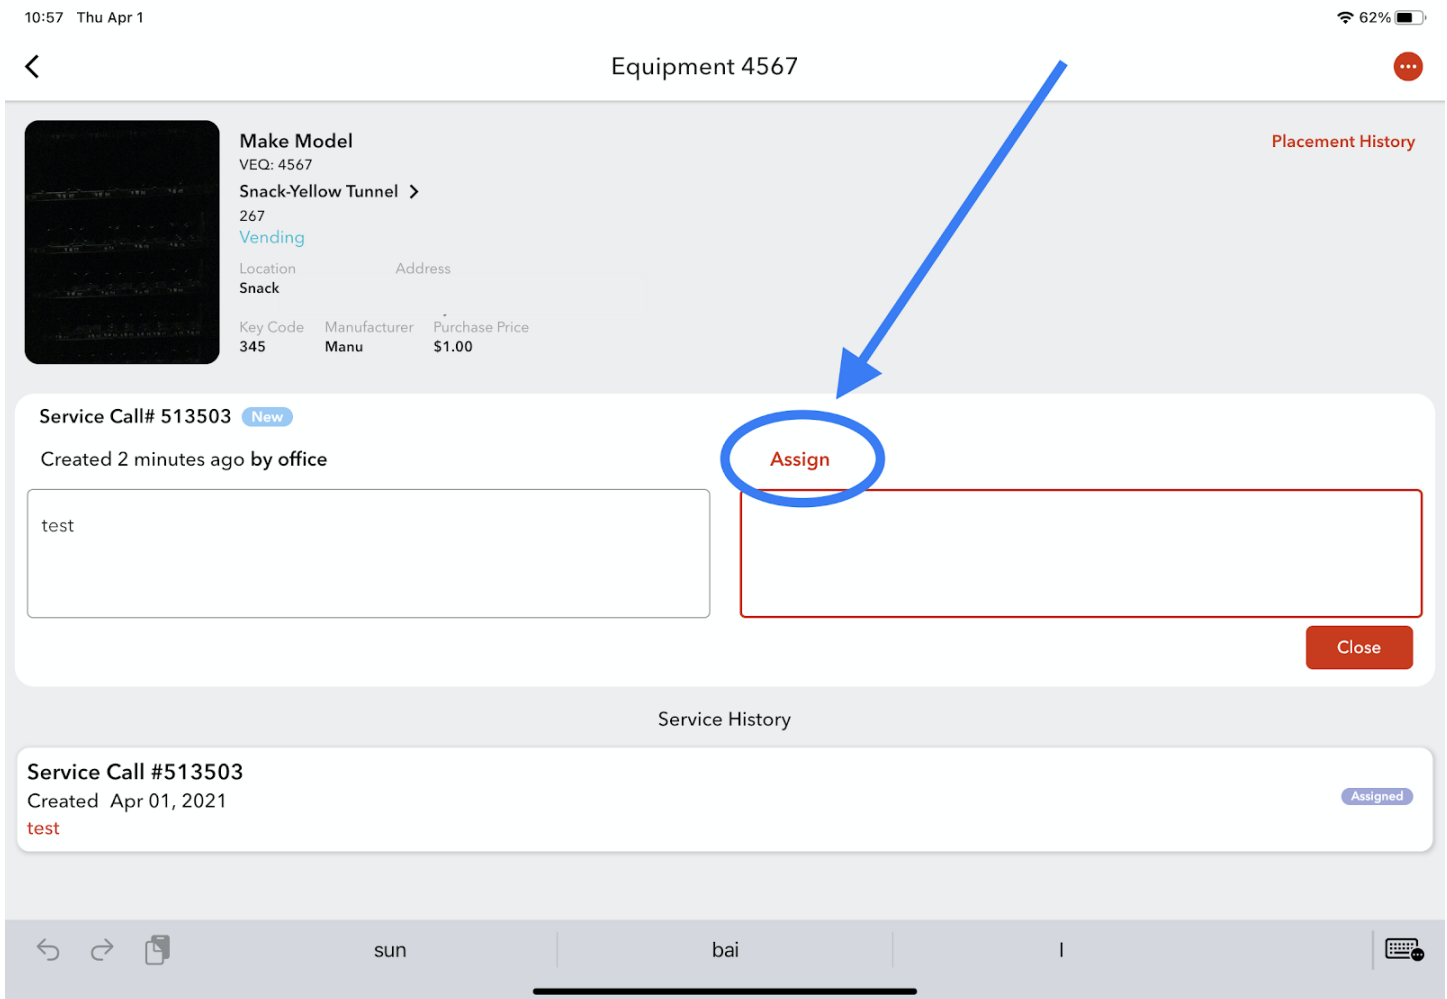 10:57 Thu Apr 1
62%
Equipment 4567
Make Model
Placement History
VEQ: 4567
Snack-Yellow Tunnel
267
Vending
Location Address
Snack
Key Code Manufacturer Purchase Price
345 Manu $1.00
Service Call# 513503 New
Created 2 minutes ago by office
Assign
test
Close
Service History
Service Call #513503
Created Apr 01, 2021
Assigned
test
sun bai I